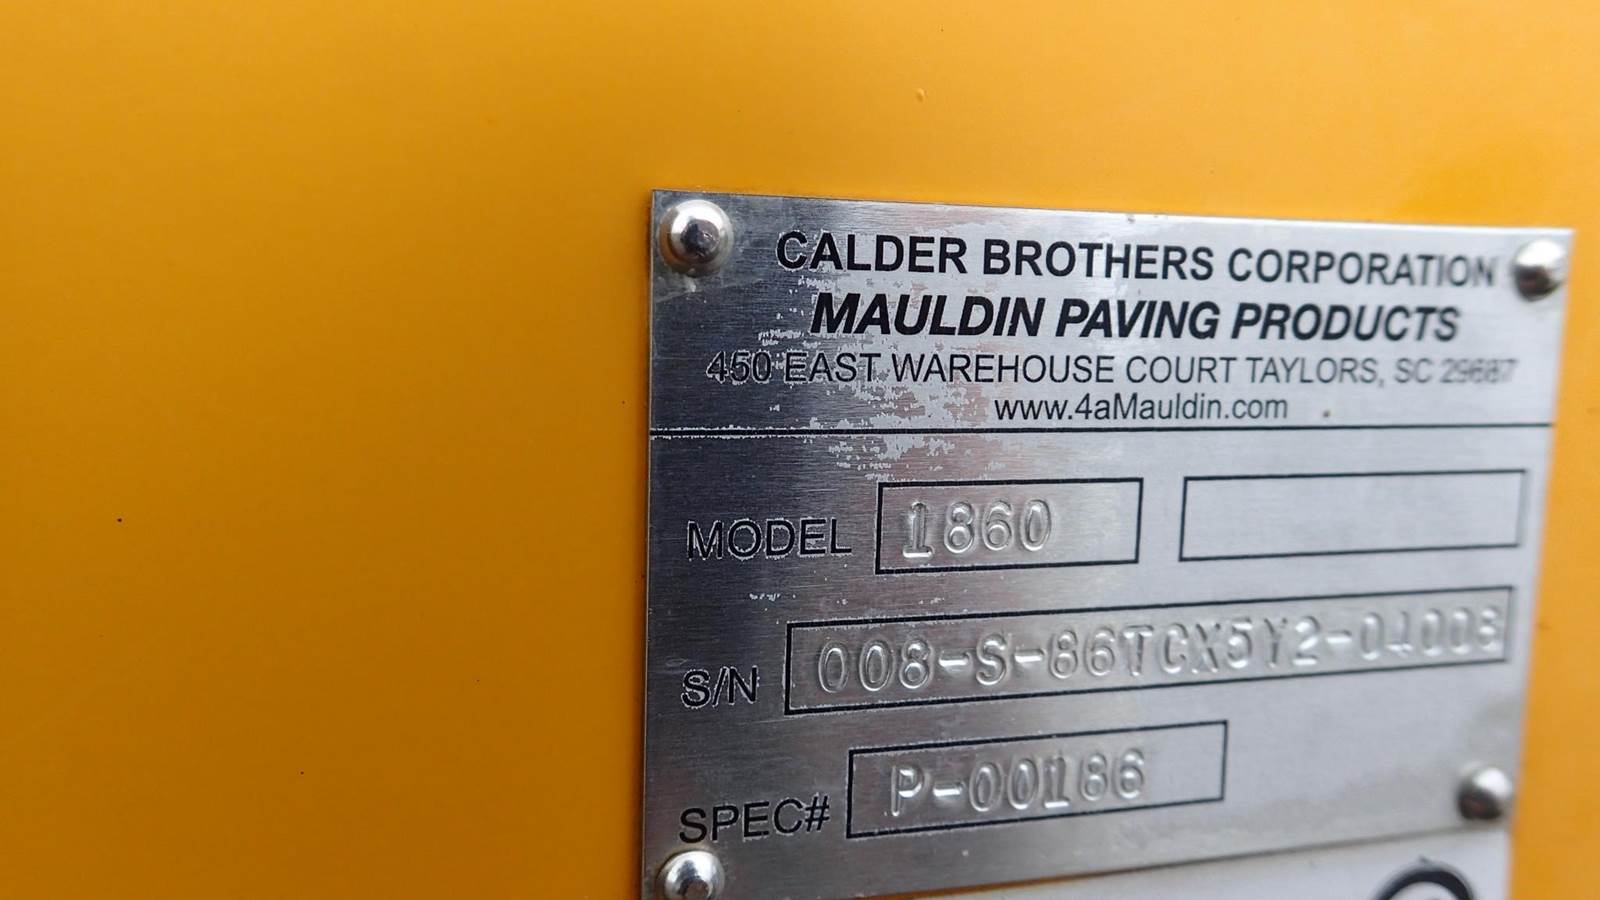 CALDER BROTHERS CORPORATION
MAULDIN PAVING PRODUCTS
450 EAST WAREHOUSE COURT TAYLORS, SC 29687
www.4aMauldin.com
MODEL 1860
S/N 008-S-86TCX5Y2-04008
SPEC# P-00186